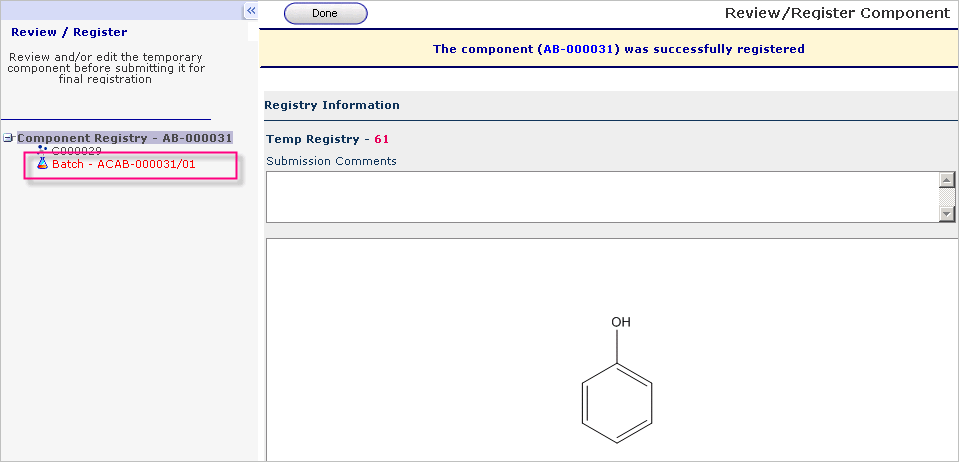 «
Review / Register
Review and/or edit the temporary
component before submitting it for
final registration
Component Registry - AB-000031
C000029
Batch - ACAB-000031/01
Done
Review/Register Component
The component (AB-000031) was successfully registered
Registry Information
Temp Registry - 61
Submission Comments
OH